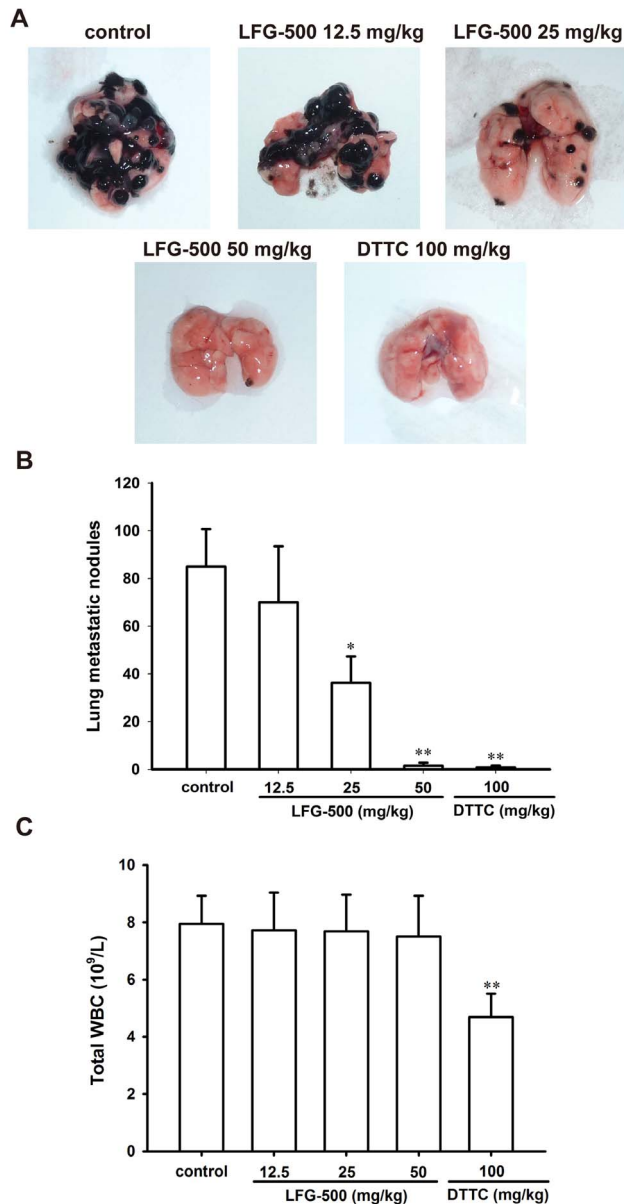 A
control
LFG-500 12.5 mg/kg
LFG-500 25 mg/kg
LFG-500 50 mg/kg
DTTC 100 mg/kg
B
Lung metastatic nodules
120
100
80
60
40
20
0
*
**
**
control
12.5
25
50
100
LFG-500 (mg/kg)
DTTC (mg/kg)
C
Total WBC (10⁹/L)
10
8
6
4
2
0
**
control
12.5
25
50
100
LFG-500 (mg/kg)
DTTC (mg/kg)